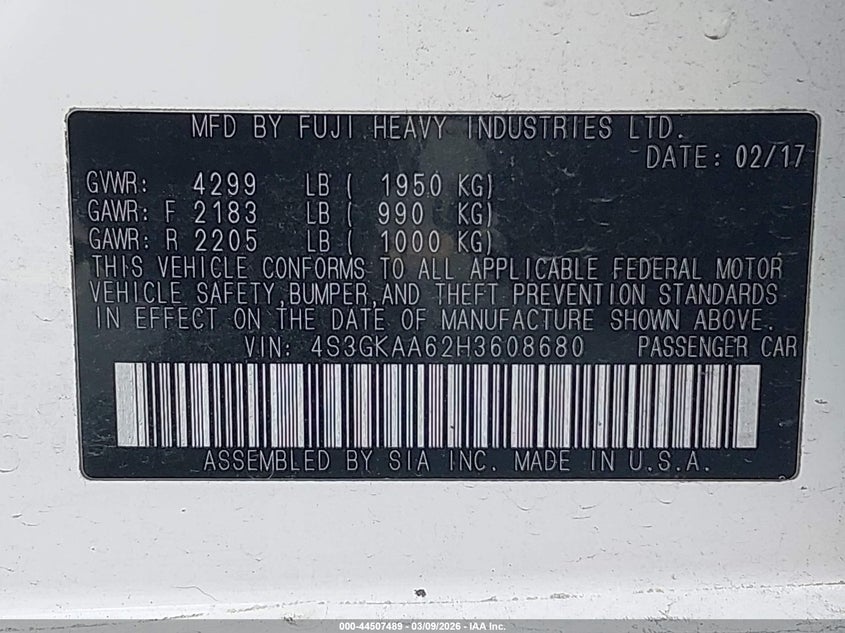 MFD BY FUJI HEAVY INDUSTRIES LTD.
DATE: 02/17
GVWR: 4299 LB ( 1950 KG)
GAWR: F 2183 LB ( 990 KG)
GAWR: R 2205 LB ( 1000 KG)
THIS VEHICLE CONFORMS TO ALL APPLICABLE FEDERAL MOTOR
VEHICLE SAFETY,BUMPER,AND THEFT PREVENTION STANDARDS
IN EFFECT ON THE DATE OF MANUFACTURE SHOWN ABOVE.
VIN: 4S3GKAA62H3608680 PASSENGER CAR
ASSEMBLED BY SIA INC. MADE IN U.S.A.
000-44507489 - 03/09/2026 - IAA Inc.